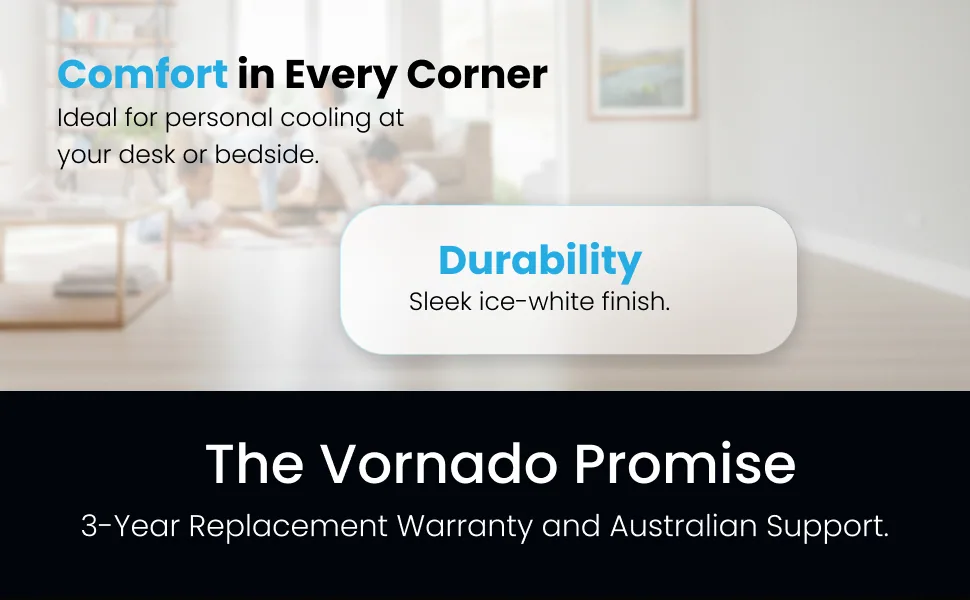 Comfort in Every Corner
Ideal for personal cooling at
your desk or bedside.
Durability
Sleek ice-white finish.
The Vornado Promise
3-Year Replacement Warranty and Australian Support.